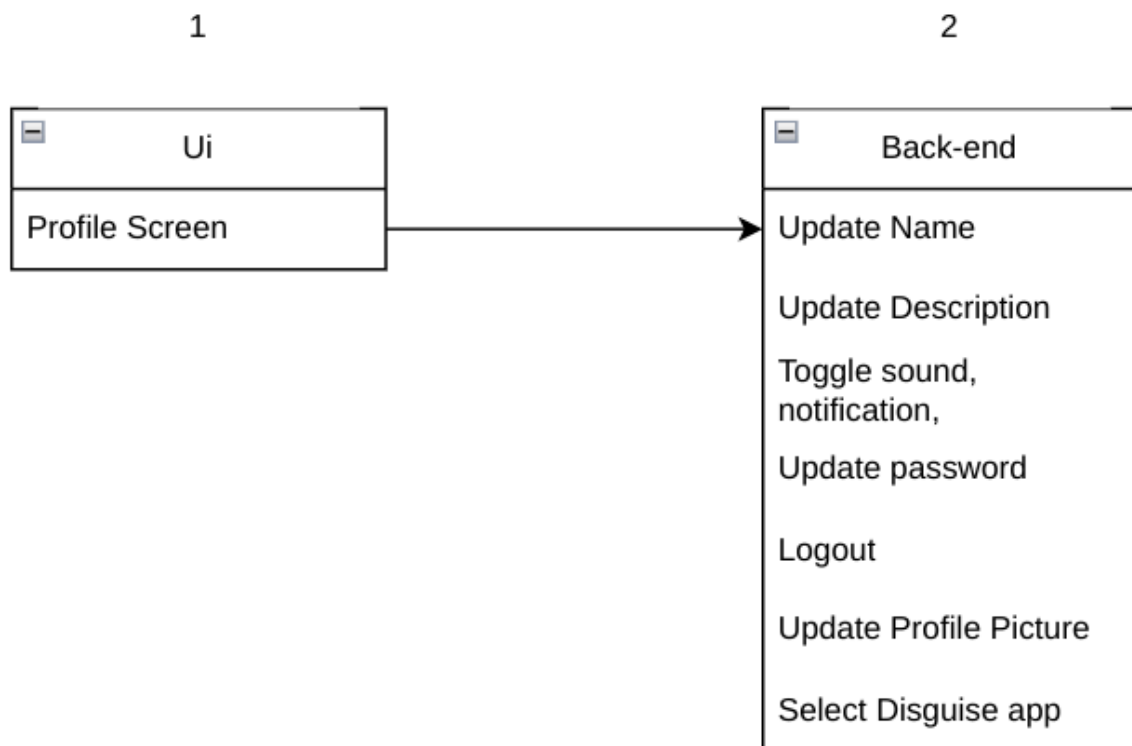 1
2
Ui
Profile Screen
Back-end
Update Name
Update Description
Toggle sound,
notification,
Update password
Logout
Update Profile Picture
Select Disguise app